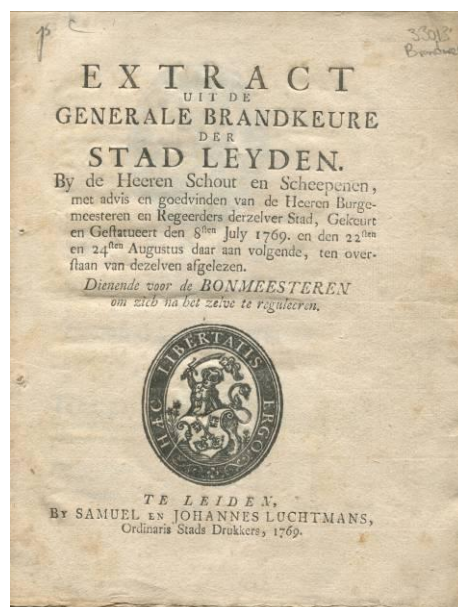 33013
EXTRACT
UIT DE
GENERALE BRANDKEURE
DER
STAD LEYDEN.
By de Heeren Schout en Scheepenen,
met advis en goedvinden van de Heeren Burge-
meesteren en Regeerders derzelver Stad, Gekeurt
en Gestatueert den 8sten July 1769. en den 22sten
en 24sten Augustus daar aan volgende, ten over-
staan van dezelven afgelezen.
Dienende voor de BONMEESTEREN
om zich na het zelve te reguleeren.
HÆC LIBERTATIS ERGO
TE LEIDEN,
By SAMUEL EN JOHANNES LUCHTMANS,
Ordinaris Stads Drukkers, 1769.